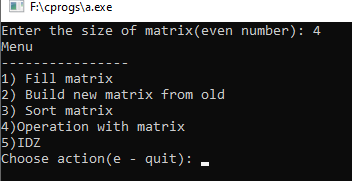 F:\cprogs\a.exe
Enter the size of matrix(even number): 4
Menu
----------------
1) Fill matrix
2) Build new matrix from old
3) Sort matrix
4)Operation with matrix
5)IDZ
Choose action(e - quit):